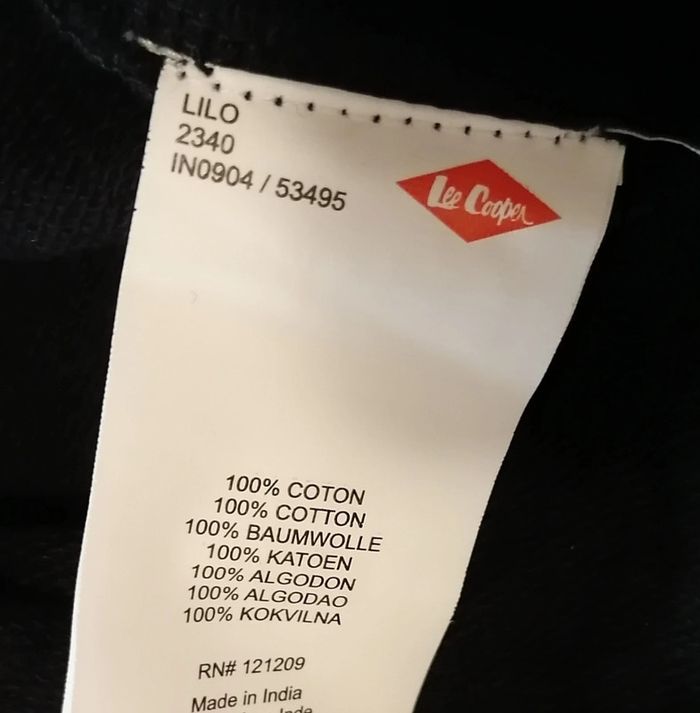 LILO
2340
IN0904 / 53495
Lee Cooper
100% COTON
100% COTTON
100% BAUMWOLLE
100% KATOEN
100% ALGODON
100% ALGODAO
100% KOKVILNA
RN# 121209
Made in India
Inde